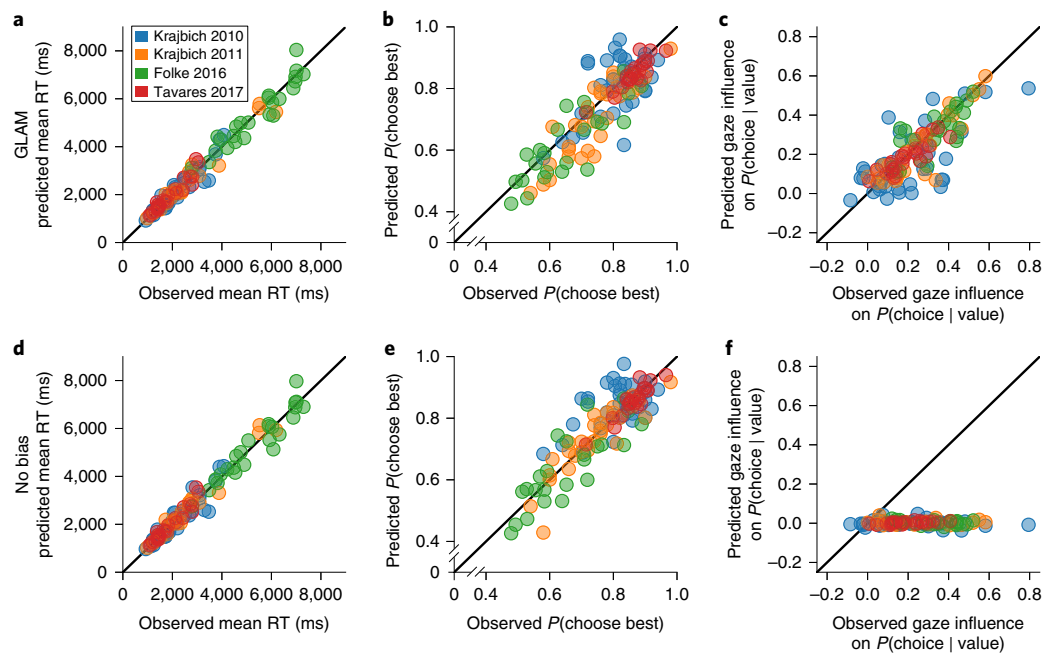 a
Krajbich 2010
Krajbich 2011
Folke 2016
Tavares 2017
GLAM
predicted mean RT (ms)
8,000
6,000
4,000
2,000
0
0 2,000 4,000 6,000 8,000
Observed mean RT (ms)
b
Predicted P(choose best)
1.0
0.8
0.6
0.4
0
0 0.4 0.6 0.8 1.0
Observed P(choose best)
c
Predicted gaze influence
on P(choice | value)
0.8
0.6
0.4
0.2
0.0
−0.2
−0.2 0.0 0.2 0.4 0.6 0.8
Observed gaze influence
on P(choice | value)
d
No bias
predicted mean RT (ms)
8,000
6,000
4,000
2,000
0
0 2,000 4,000 6,000 8,000
Observed mean RT (ms)
e
Predicted P(choose best)
1.0
0.8
0.6
0.4
0
0 0.4 0.6 0.8 1.0
Observed P(choose best)
f
Predicted gaze influence
on P(choice | value)
0.8
0.6
0.4
0.2
0.0
−0.2
−0.2 0.0 0.2 0.4 0.6 0.8
Observed gaze influence
on P(choice | value)